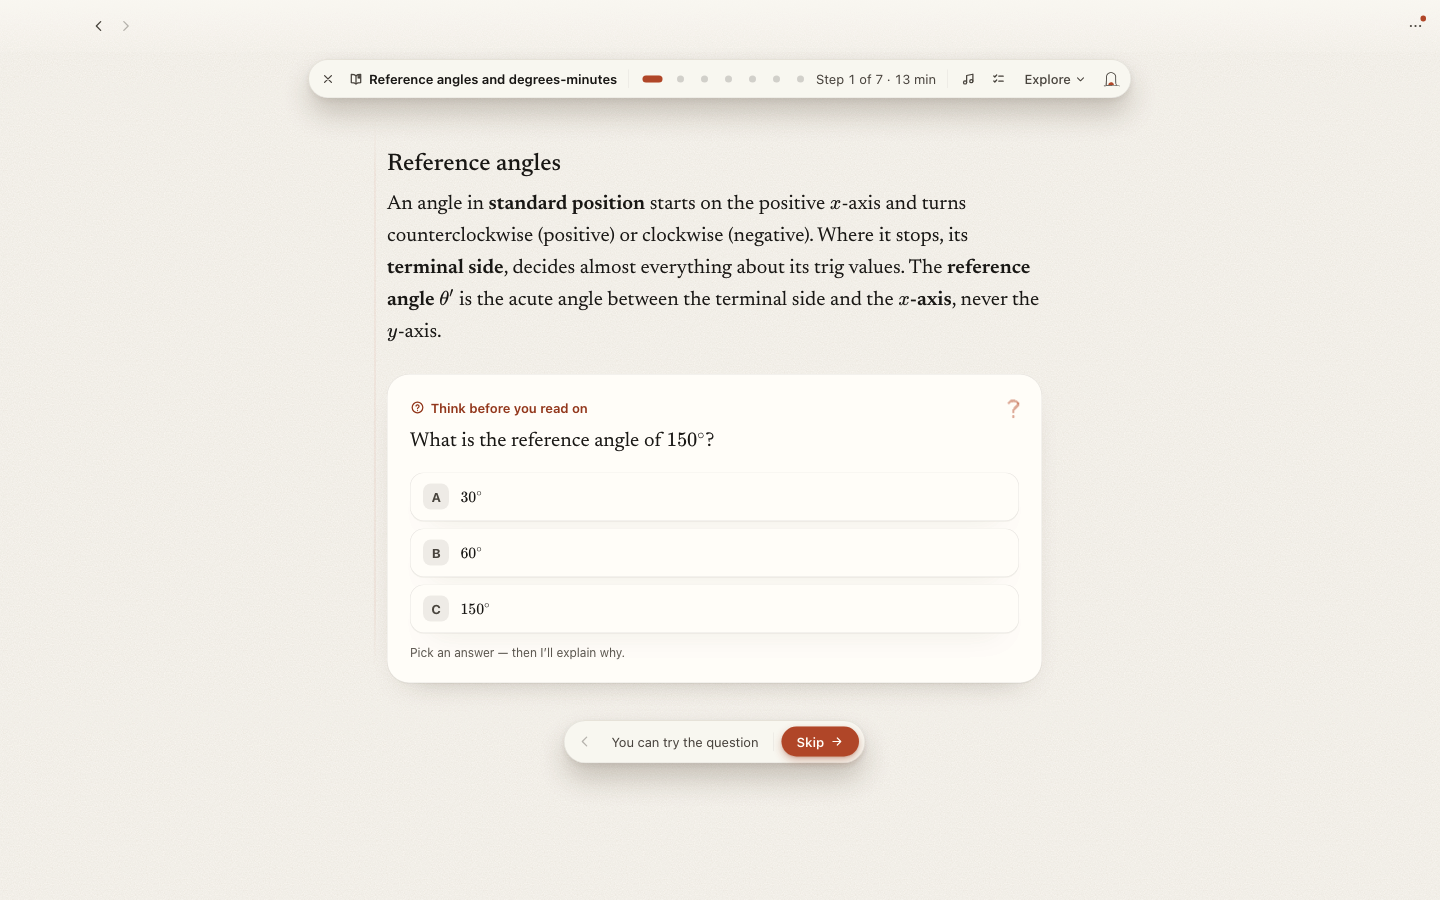 Reference angles and degrees-minutes
Step 1 of 7 · 13 min
Explore
Reference angles
An angle in standard position starts on the positive x-axis and turns
counterclockwise (positive) or clockwise (negative). Where it stops, its
terminal side, decides almost everything about its trig values. The reference
angle θ′ is the acute angle between the terminal side and the x-axis, never the
y-axis.
Think before you read on
?
What is the reference angle of 150°?
A 30°
B 60°
C 150°
Pick an answer — then I’ll explain why.
You can try the question
Skip →